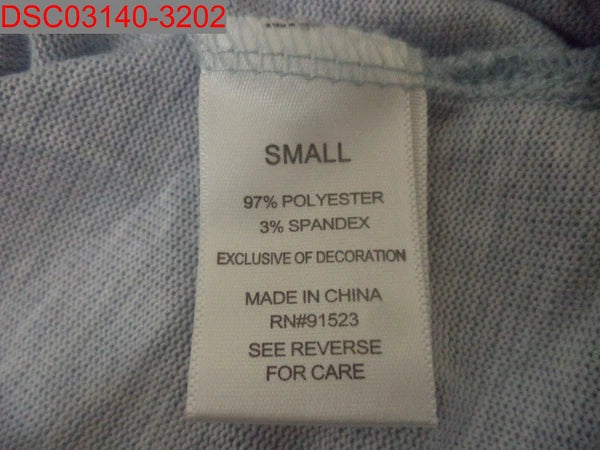 DSC03140-3202
SMALL
97% POLYESTER
3% SPANDEX
EXCLUSIVE OF DECORATION
MADE IN CHINA
RN#91523
SEE REVERSE
FOR CARE